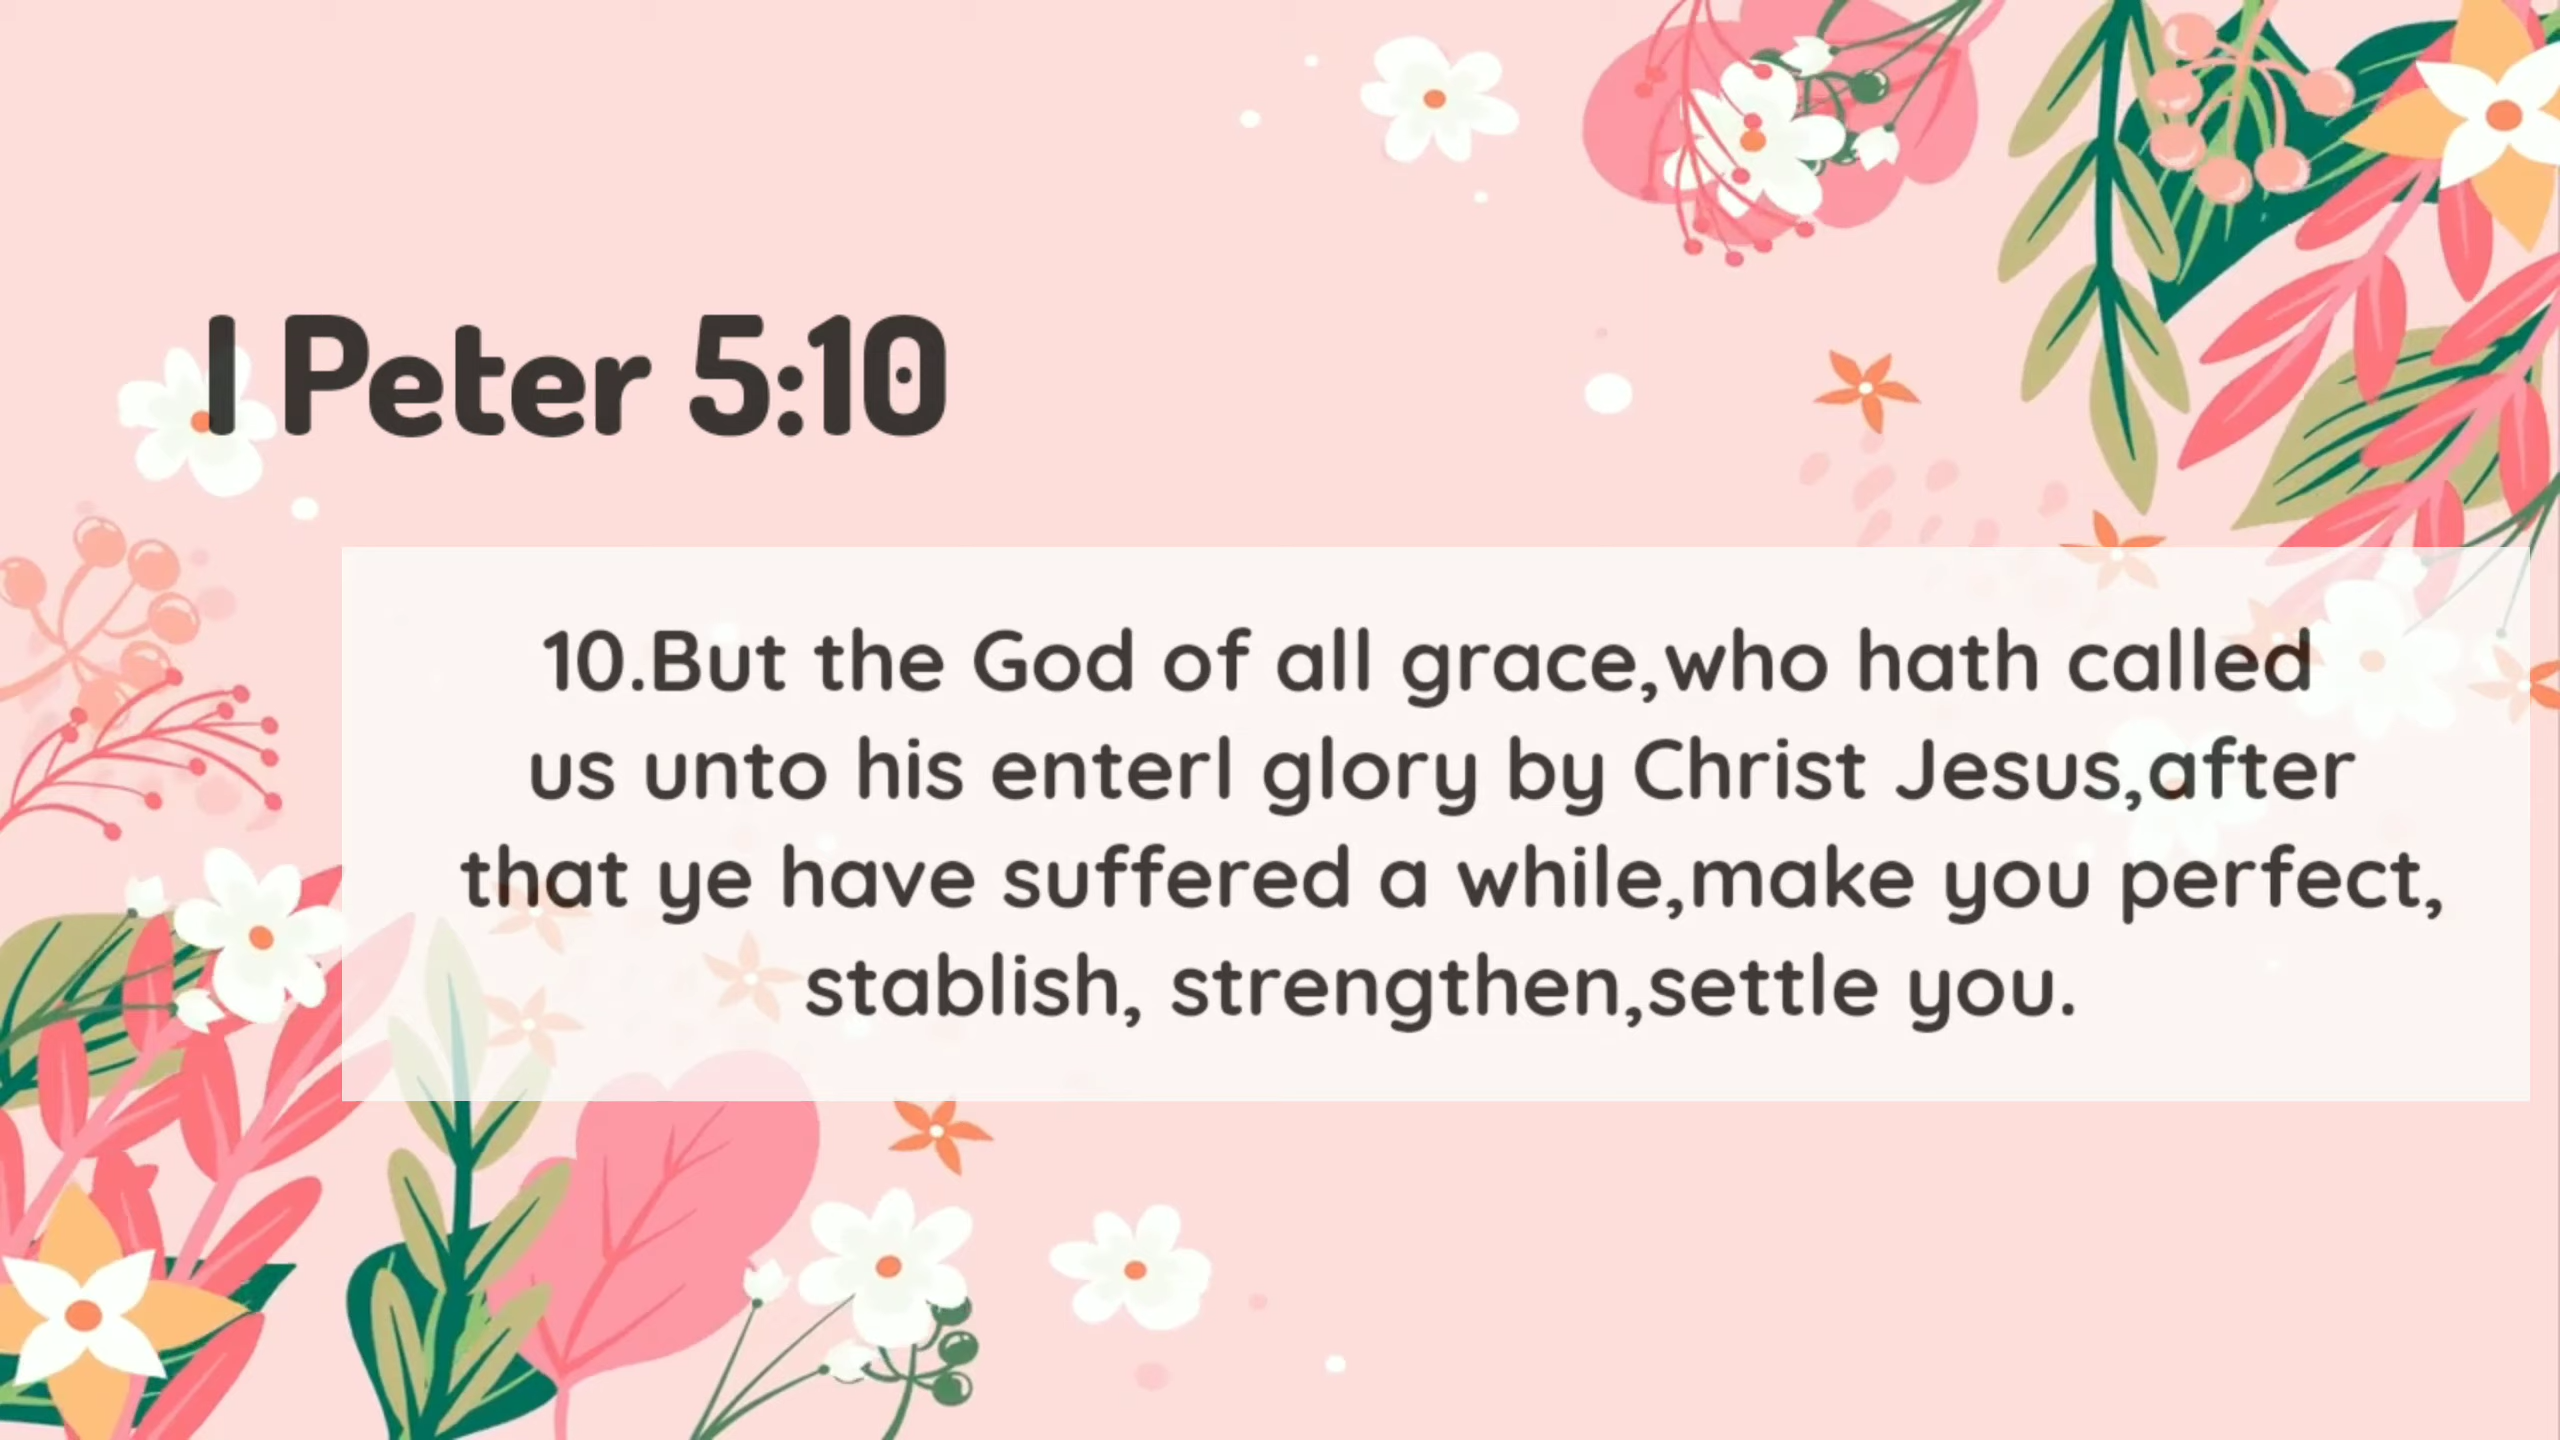 I Peter 5:10
10.But the God of all grace,who hath called
us unto his enterl glory by Christ Jesus,after
that ye have suffered a while,make you perfect,
stablish, strengthen,settle you.